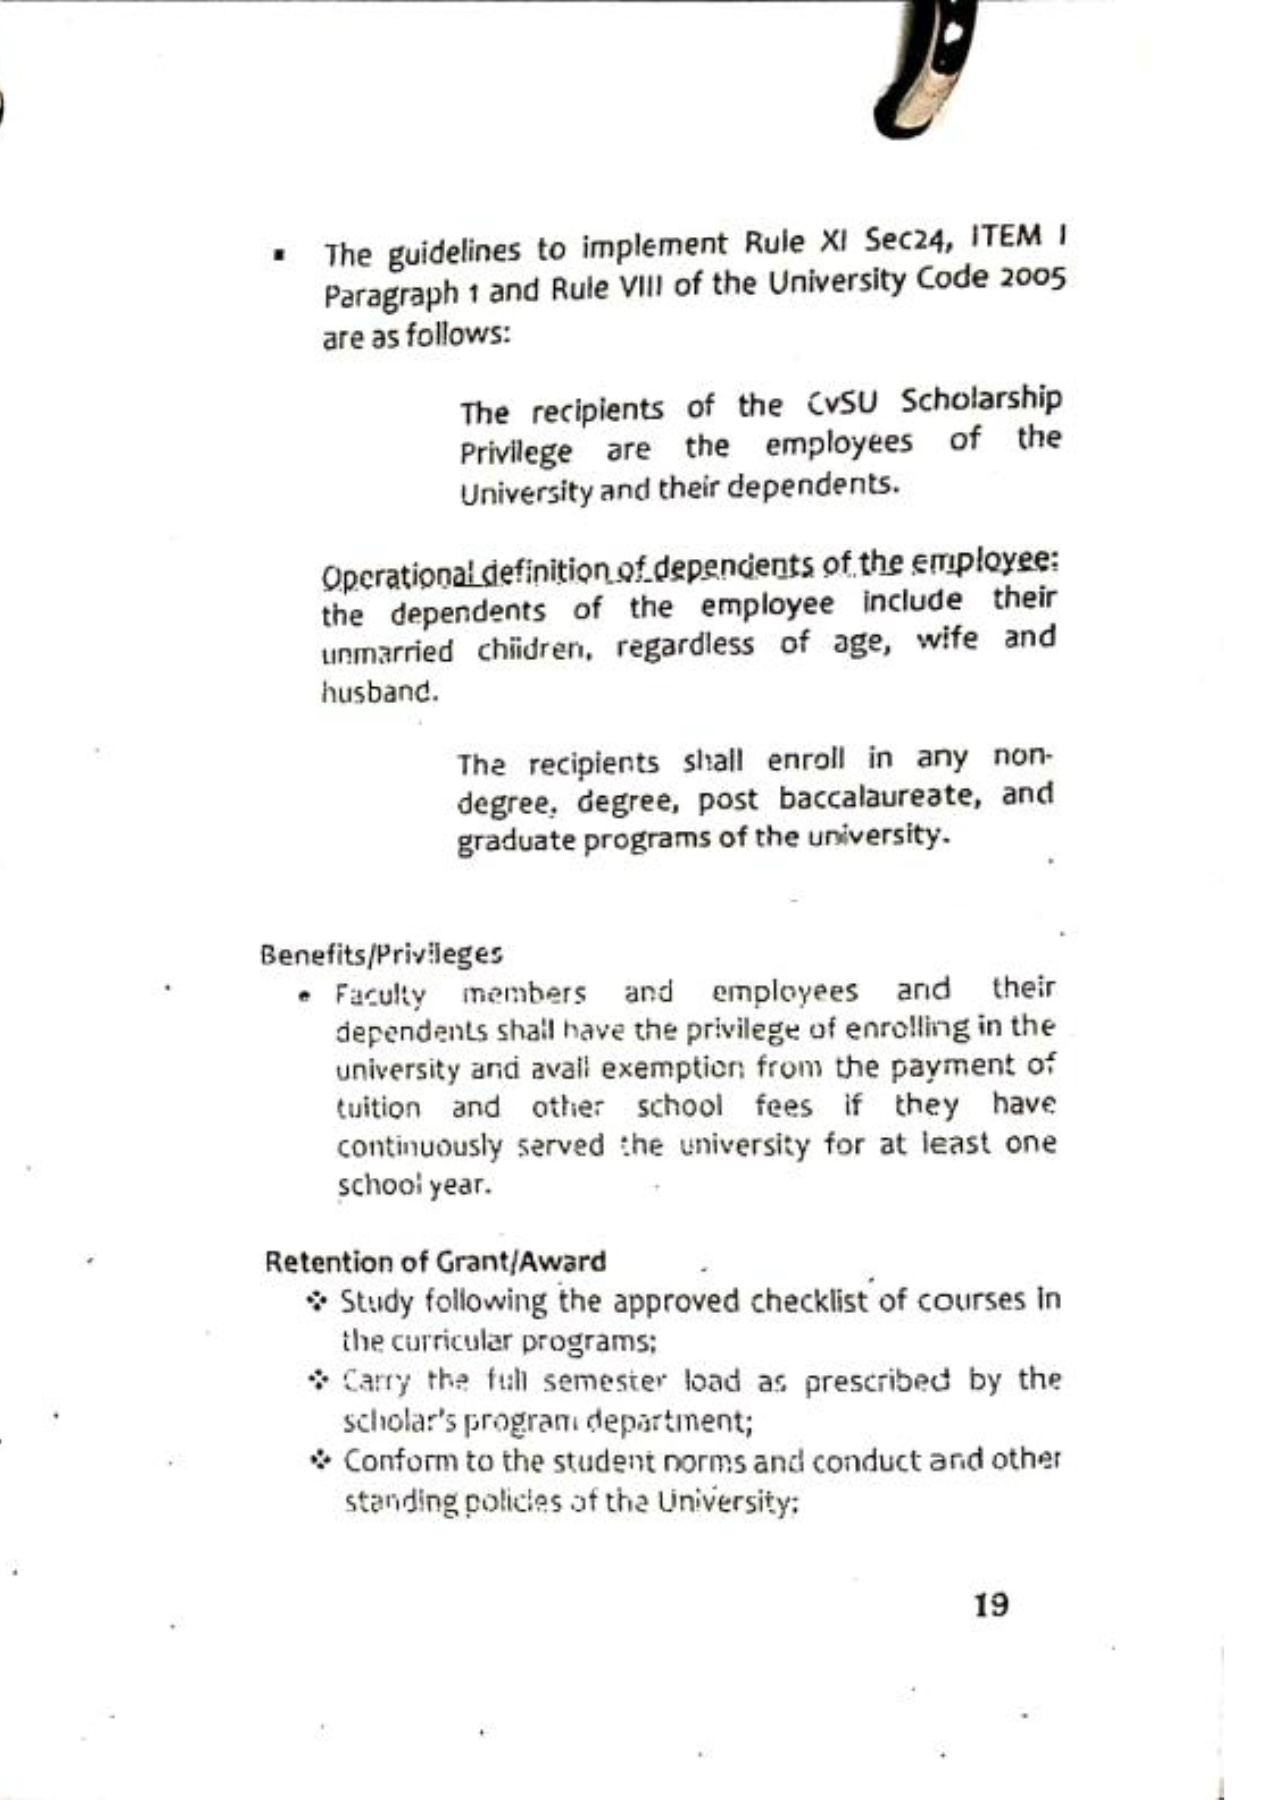 ▪ The guidelines to implement Rule XI Sec24, ITEM I
Paragraph 1 and Rule VIII of the University Code 2005
are as follows:
The recipients of the CvSU Scholarship
Privilege are the employees of the
University and their dependents.
Operational definition of dependents of the employee:
the dependents of the employee include their
unmarried children, regardless of age, wife and
husband.
The recipients shall enroll in any non-
degree, degree, post baccalaureate, and
graduate programs of the university.
Benefits/Privileges
• Faculty members and employees and their
dependents shall have the privilege of enrolling in the
university and avail exemption from the payment of
tuition and other school fees if they have
continuously served the university for at least one
school year.
Retention of Grant/Award
❖ Study following the approved checklist of courses in
the curricular programs;
❖ Carry the full semester load as prescribed by the
scholar's program department;
❖ Conform to the student norms and conduct and other
standing policies of the University;
19